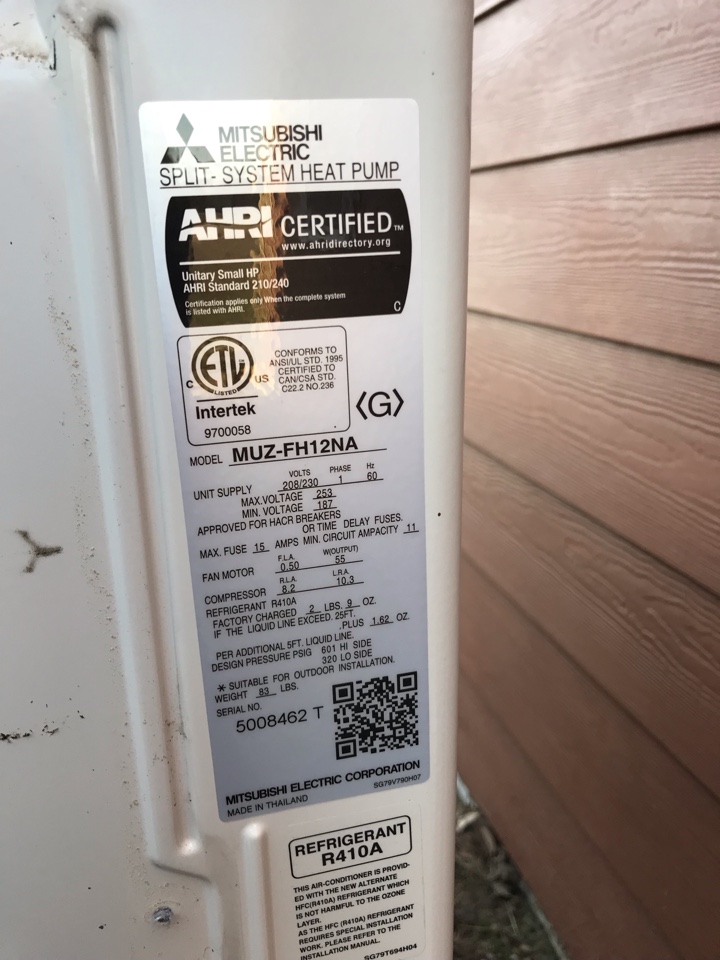 MITSUBISHI
ELECTRIC
SPLIT- SYSTEM HEAT PUMP
AHRI CERTIFIED™
www.ahridirectory.org
Unitary Small HP
AHRI Standard 210/240
Certification applies only When the complete system
is listed with AHRI.
C
ETL
LISTED
C US
Intertek
9700058
CONFORMS TO
ANSI/UL STD. 1995
CERTIFIED TO
CAN/CSA STD.
C22.2 NO.236
〈G〉
MODEL MUZ-FH12NA
VOLTS PHASE Hz
UNIT SUPPLY 208/230 1 60
MAX.VOLTAGE 253
MIN. VOLTAGE 187
APPROVED FOR HACR BREAKERS
OR TIME DELAY FUSES.
MAX. FUSE 15 AMPS MIN. CIRCUIT AMPACITY 11
F.L.A. W(OUTPUT)
FAN MOTOR 0.50 55
R.L.A. L.R.A.
COMPRESSOR 8.2 10.3
REFRIGERANT R410A
FACTORY CHARGED 2 LBS. 9 OZ.
IF THE LIQUID LINE EXCEED. 25FT.
.PLUS 1.62 OZ.
PER ADDITIONAL 5FT. LIQUID LINE.
DESIGN PRESSURE PSIG 601 HI SIDE
320 LO SIDE
* SUITABLE FOR OUTDOOR INSTALLATION.
WEIGHT 83 LBS.
SERIAL NO.
5008462 T
MITSUBISHI ELECTRIC CORPORATION
MADE IN THAILAND
SG79V790H07
REFRIGERANT
R410A
THIS AIR-CONDITIONER IS PROVID-
ED WITH THE NEW ALTERNATE
HFC(R410A) REFRIGERANT WHICH
IS NOT HARMFUL TO THE OZONE
LAYER.
AS THE HFC (R410A) REFRIGERANT
REQUIRES SPECIAL INSTALLATION
WORK, PLEASE REFER TO THE
INSTALLATION MANUAL.
SG79T694H04